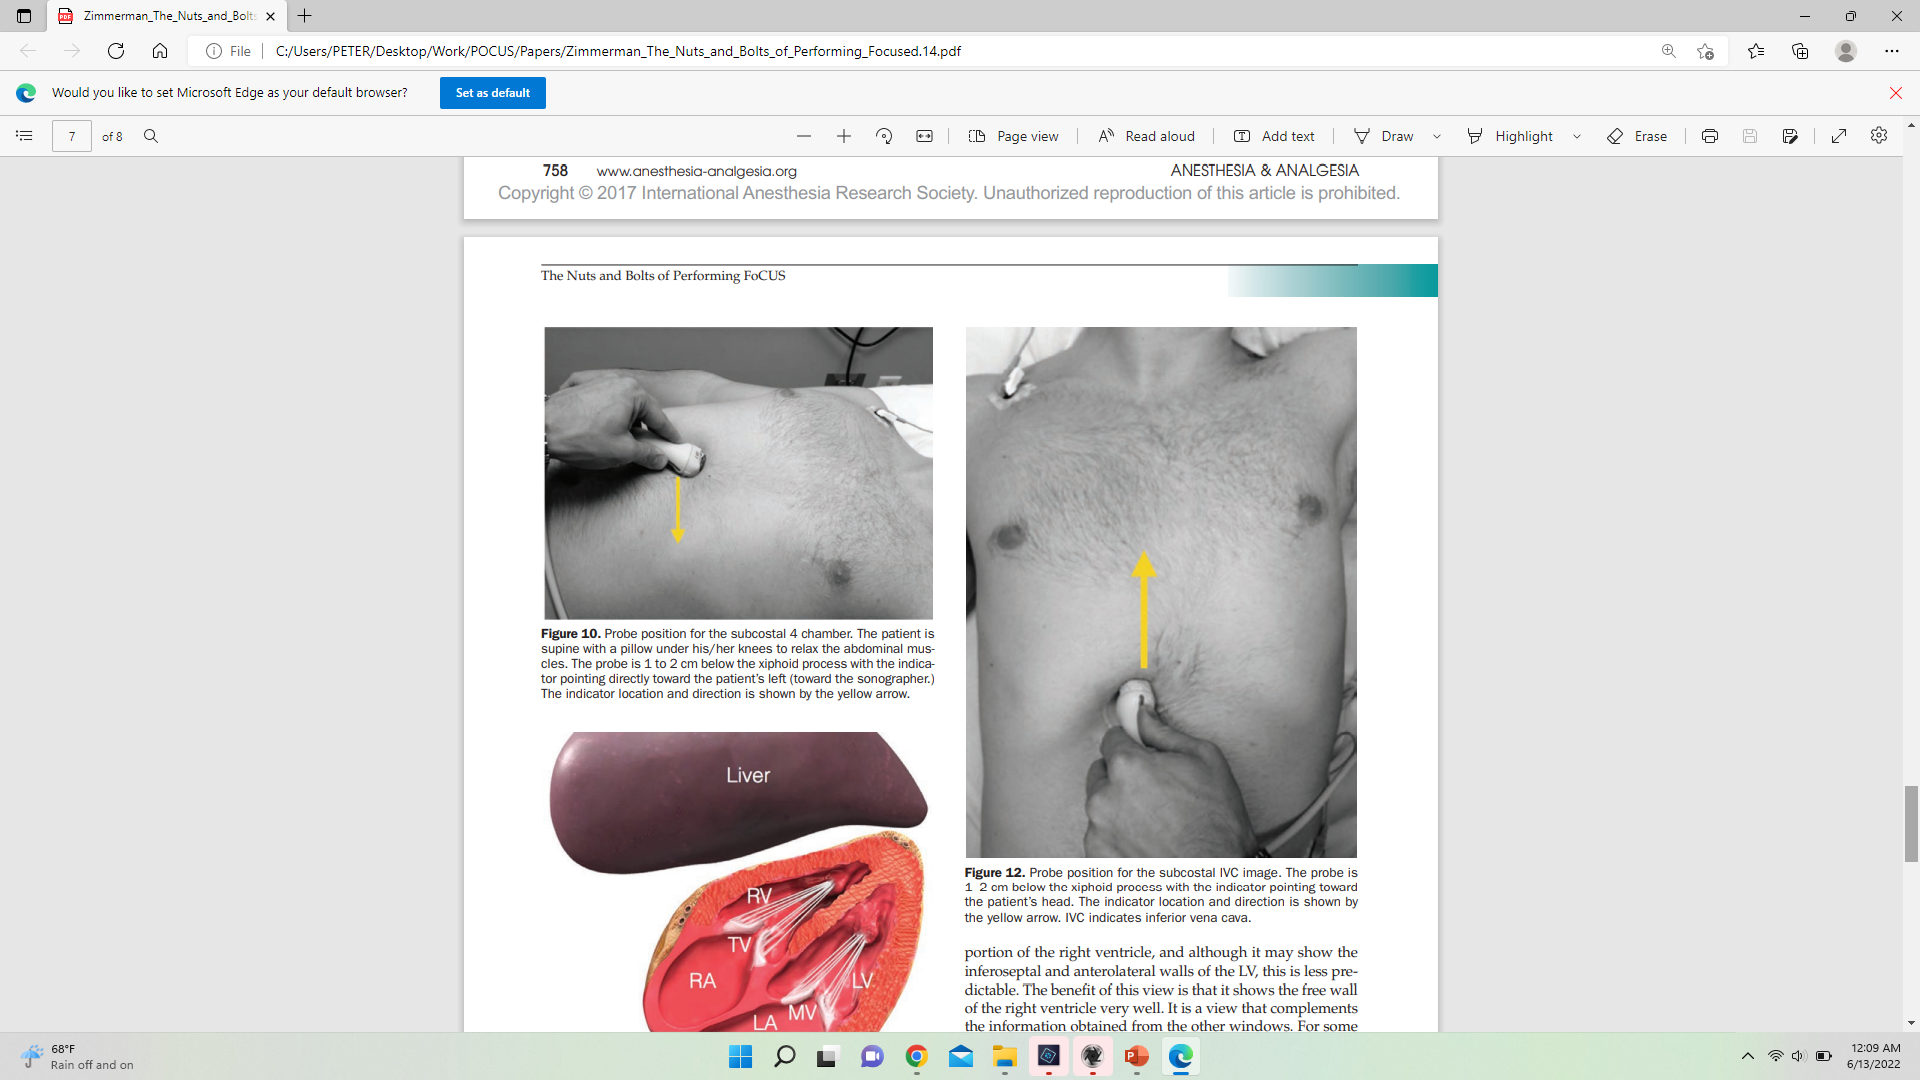 Zimmerman_The_Nuts_and_Bolts
File
C:/Users/PETER/Desktop/Work/POCUS/Papers/Zimmerman_The_Nuts_and_Bolts_of_Performing_Focused.14.pdf
Would you like to set Microsoft Edge as your default browser?
Set as default
7 of 8
Page view
Read aloud
Add text
Draw
Highlight
Erase
758 www.anesthesia-analgesia.org
ANESTHESIA & ANALGESIA
Copyright © 2017 International Anesthesia Research Society. Unauthorized reproduction of this article is prohibited.
The Nuts and Bolts of Performing FoCUS
Figure 10. Probe position for the subcostal 4 chamber. The patient is
supine with a pillow under his/her knees to relax the abdominal mus-
cles. The probe is 1 to 2 cm below the xiphoid process with the indica-
tor pointing directly toward the patient's left (toward the sonographer.)
The indicator location and direction is shown by the yellow arrow.
Liver
RV
TV
RA
LV
MV
LA
Figure 12. Probe position for the subcostal IVC image. The probe is
1 2 cm below the xiphoid process with the indicator pointing toward
the patient's head. The indicator location and direction is shown by
the yellow arrow. IVC indicates inferior vena cava.
portion of the right ventricle, and although it may show the
inferoseptal and anterolateral walls of the LV, this is less pre-
dictable. The benefit of this view is that it shows the free wall
of the right ventricle very well. It is a view that complements
the information obtained from the other windows. For some
68°F
Rain off and on
12:09 AM
6/13/2022